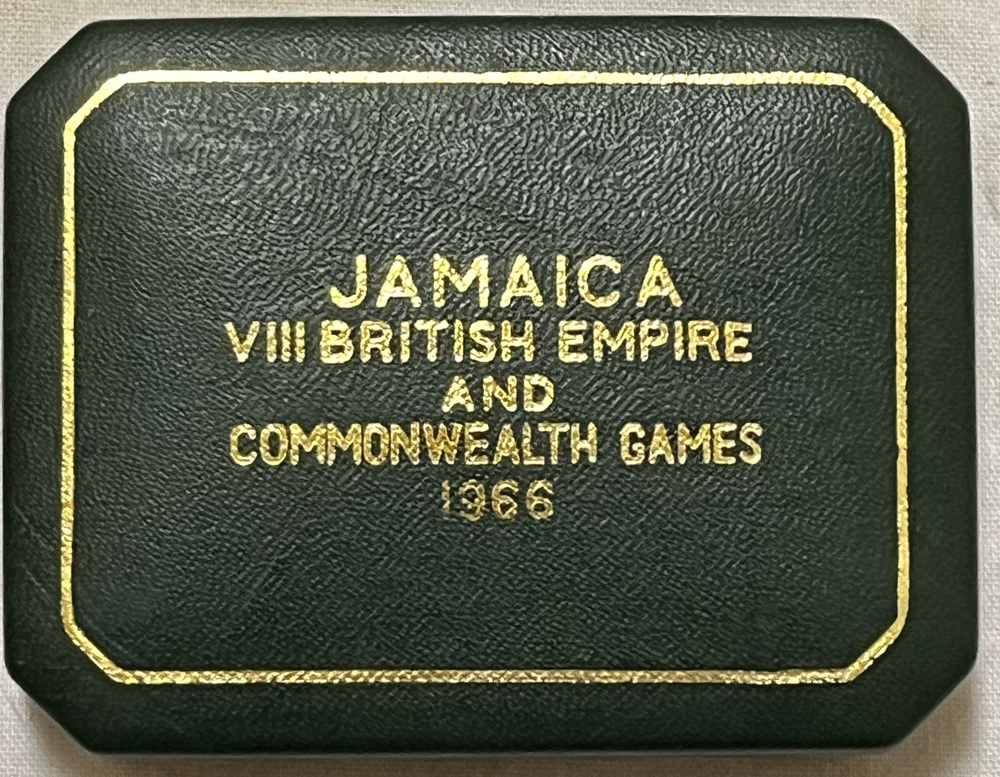 JAMAICA
VIII BRITISH EMPIRE
AND
COMMONWEALTH GAMES
1966